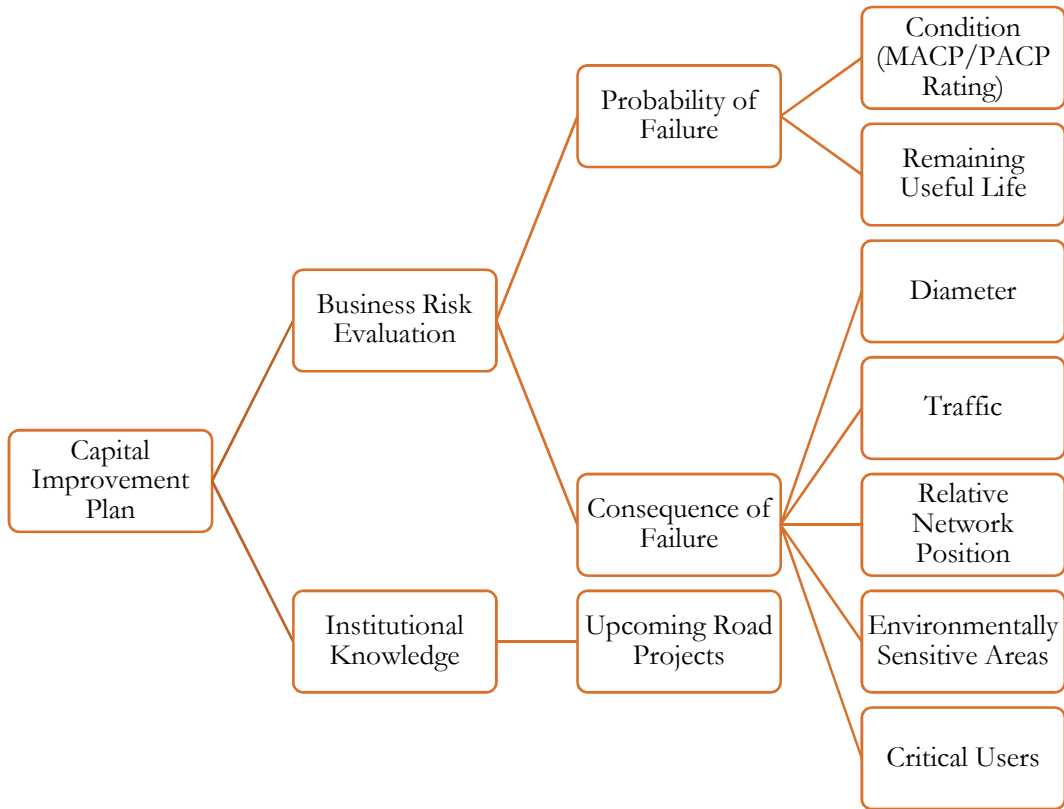 Capital
Improvement
Plan
Business Risk
Evaluation
Institutional
Knowledge
Probability of
Failure
Consequence of
Failure
Upcoming Road
Projects
Condition
(MACP/PACP
Rating)
Remaining
Useful Life
Diameter
Traffic
Relative
Network
Position
Environmentally
Sensitive Areas
Critical Users